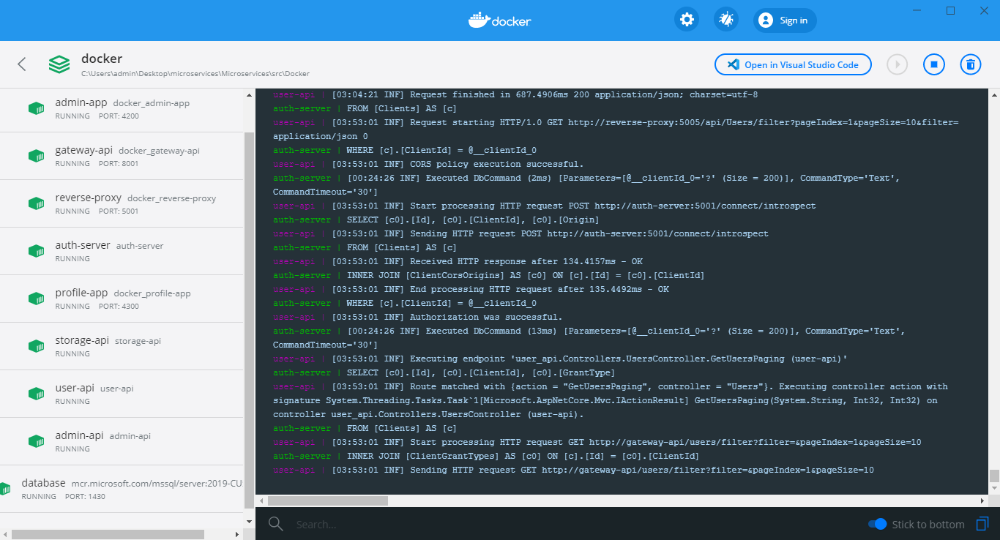 docker
Sign in
docker
C:\Users\admin\Desktop\microservices\Microservices\src\Docker
Open in Visual Studio Code
admin-app docker_admin-app
RUNNING PORT: 4200
gateway-api docker_gateway-api
RUNNING PORT: 8001
reverse-proxy docker_reverse-proxy
RUNNING PORT: 5001
auth-server auth-server
RUNNING
profile-app docker_profile-app
RUNNING PORT: 4300
storage-api storage-api
RUNNING
user-api user-api
RUNNING
admin-api admin-api
RUNNING
database mcr.microsoft.com/mssql/server:2019-CU
RUNNING PORT: 1430
user-api | [03:04:21 INF] Request finished in 687.4906ms 200 application/json; charset=utf-8
auth-server | FROM [Clients] AS [c]
user-api | [03:53:01 INF] Request starting HTTP/1.0 GET http://reverse-proxy:5005/api/Users/filter?pageIndex=1&pageSize=10&filter=
application/json 0
auth-server | WHERE [c].[ClientId] = @__clientId_0
user-api | [03:53:01 INF] CORS policy execution successful.
auth-server | [00:24:26 INF] Executed DbCommand (2ms) [Parameters=[@__clientId_0='?' (Size = 200)], CommandType='Text',
CommandTimeout='30']
user-api | [03:53:01 INF] Start processing HTTP request POST http://auth-server:5001/connect/introspect
auth-server | SELECT [c0].[Id], [c0].[ClientId], [c0].[Origin]
user-api | [03:53:01 INF] Sending HTTP request POST http://auth-server:5001/connect/introspect
auth-server | FROM [Clients] AS [c]
user-api | [03:53:01 INF] Received HTTP response after 134.4157ms - OK
auth-server | INNER JOIN [ClientCorsOrigins] AS [c0] ON [c].[Id] = [c0].[ClientId]
user-api | [03:53:01 INF] End processing HTTP request after 135.4492ms - OK
auth-server | WHERE [c].[ClientId] = @__clientId_0
user-api | [03:53:01 INF] Authorization was successful.
auth-server | [00:24:26 INF] Executed DbCommand (13ms) [Parameters=[@__clientId_0='?' (Size = 200)], CommandType='Text',
CommandTimeout='30']
user-api | [03:53:01 INF] Executing endpoint 'user_api.Controllers.UsersController.GetUsersPaging (user-api)'
auth-server | SELECT [c0].[Id], [c0].[ClientId], [c0].[GrantType]
user-api | [03:53:01 INF] Route matched with {action = "GetUsersPaging", controller = "Users"}. Executing controller action with
signature System.Threading.Tasks.Task`1[Microsoft.AspNetCore.Mvc.IActionResult] GetUsersPaging(System.String, Int32, Int32) on
controller user_api.Controllers.UsersController (user-api).
auth-server | FROM [Clients] AS [c]
user-api | [03:53:01 INF] Start processing HTTP request GET http://gateway-api/users/filter?filter=&pageIndex=1&pageSize=10
auth-server | INNER JOIN [ClientGrantTypes] AS [c0] ON [c].[Id] = [c0].[ClientId]
user-api | [03:53:01 INF] Sending HTTP request GET http://gateway-api/users/filter?filter=&pageIndex=1&pageSize=10
Search...
Stick to bottom